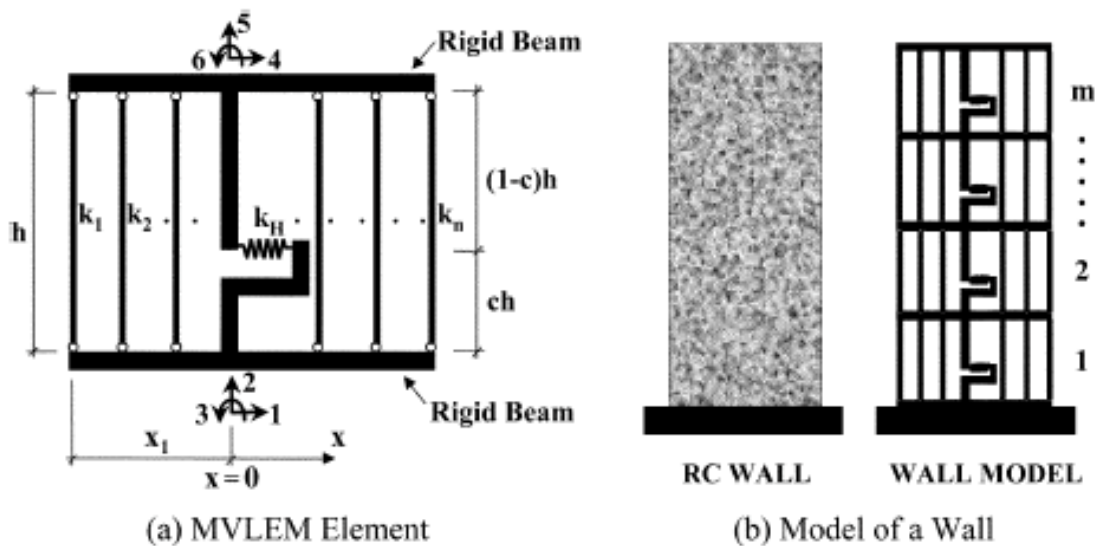 5
6 4
Rigid Beam
h
k1 k2 . . kH . . . . kn
(1-c)h
ch
2
3 1
Rigid Beam
x1 x
x=0
(a) MVLEM Element
m
.
.
.
.
.
2
1
RC WALL WALL MODEL
(b) Model of a Wall